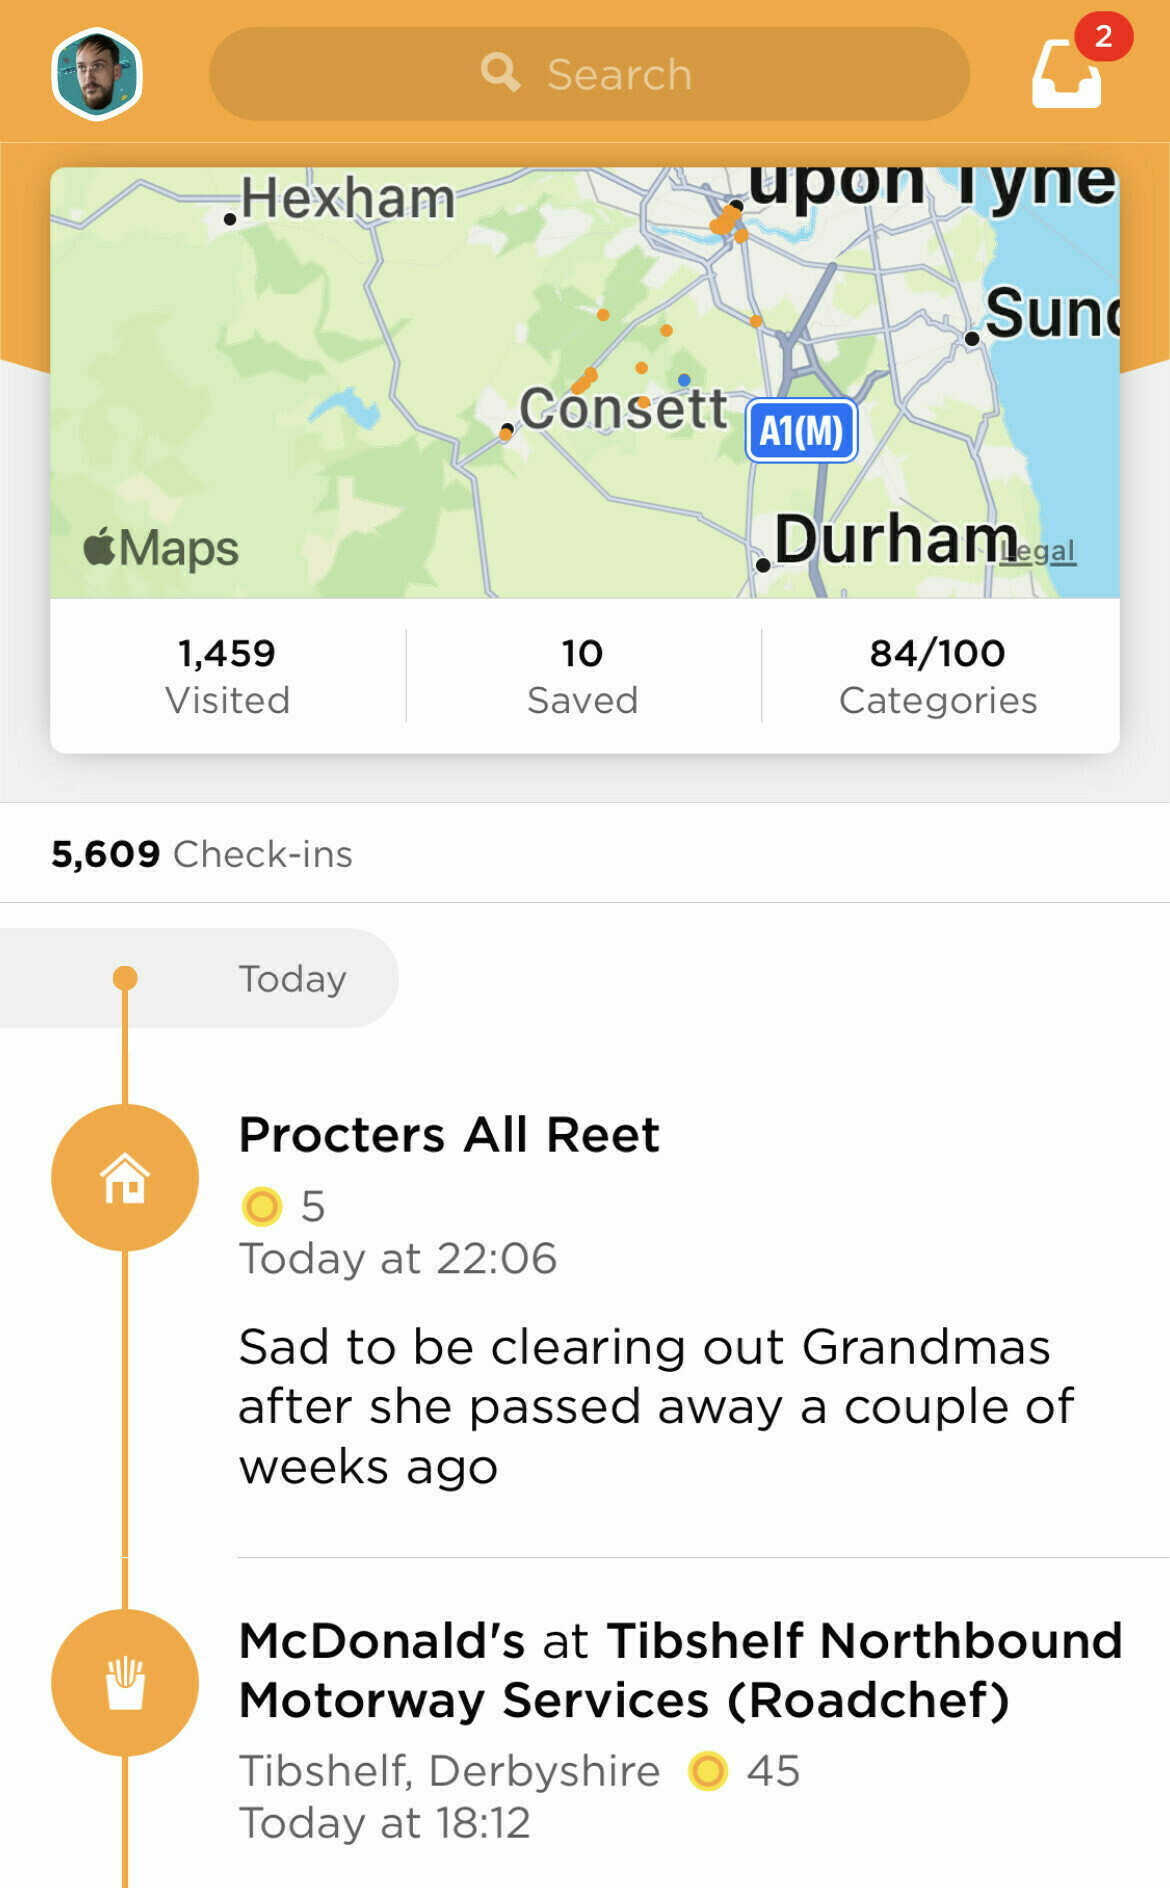 Search
2
Hexham
upon Tyne
Sund
Consett
A1(M)
Durham
Maps
Legal
1,459
Visited
10
Saved
84/100
Categories
5,609 Check-ins
Today
Procters All Reet
5
Today at 22:06
Sad to be clearing out Grandmas
after she passed away a couple of
weeks ago
McDonald's at Tibshelf Northbound
Motorway Services (Roadchef)
Tibshelf, Derbyshire 45
Today at 18:12